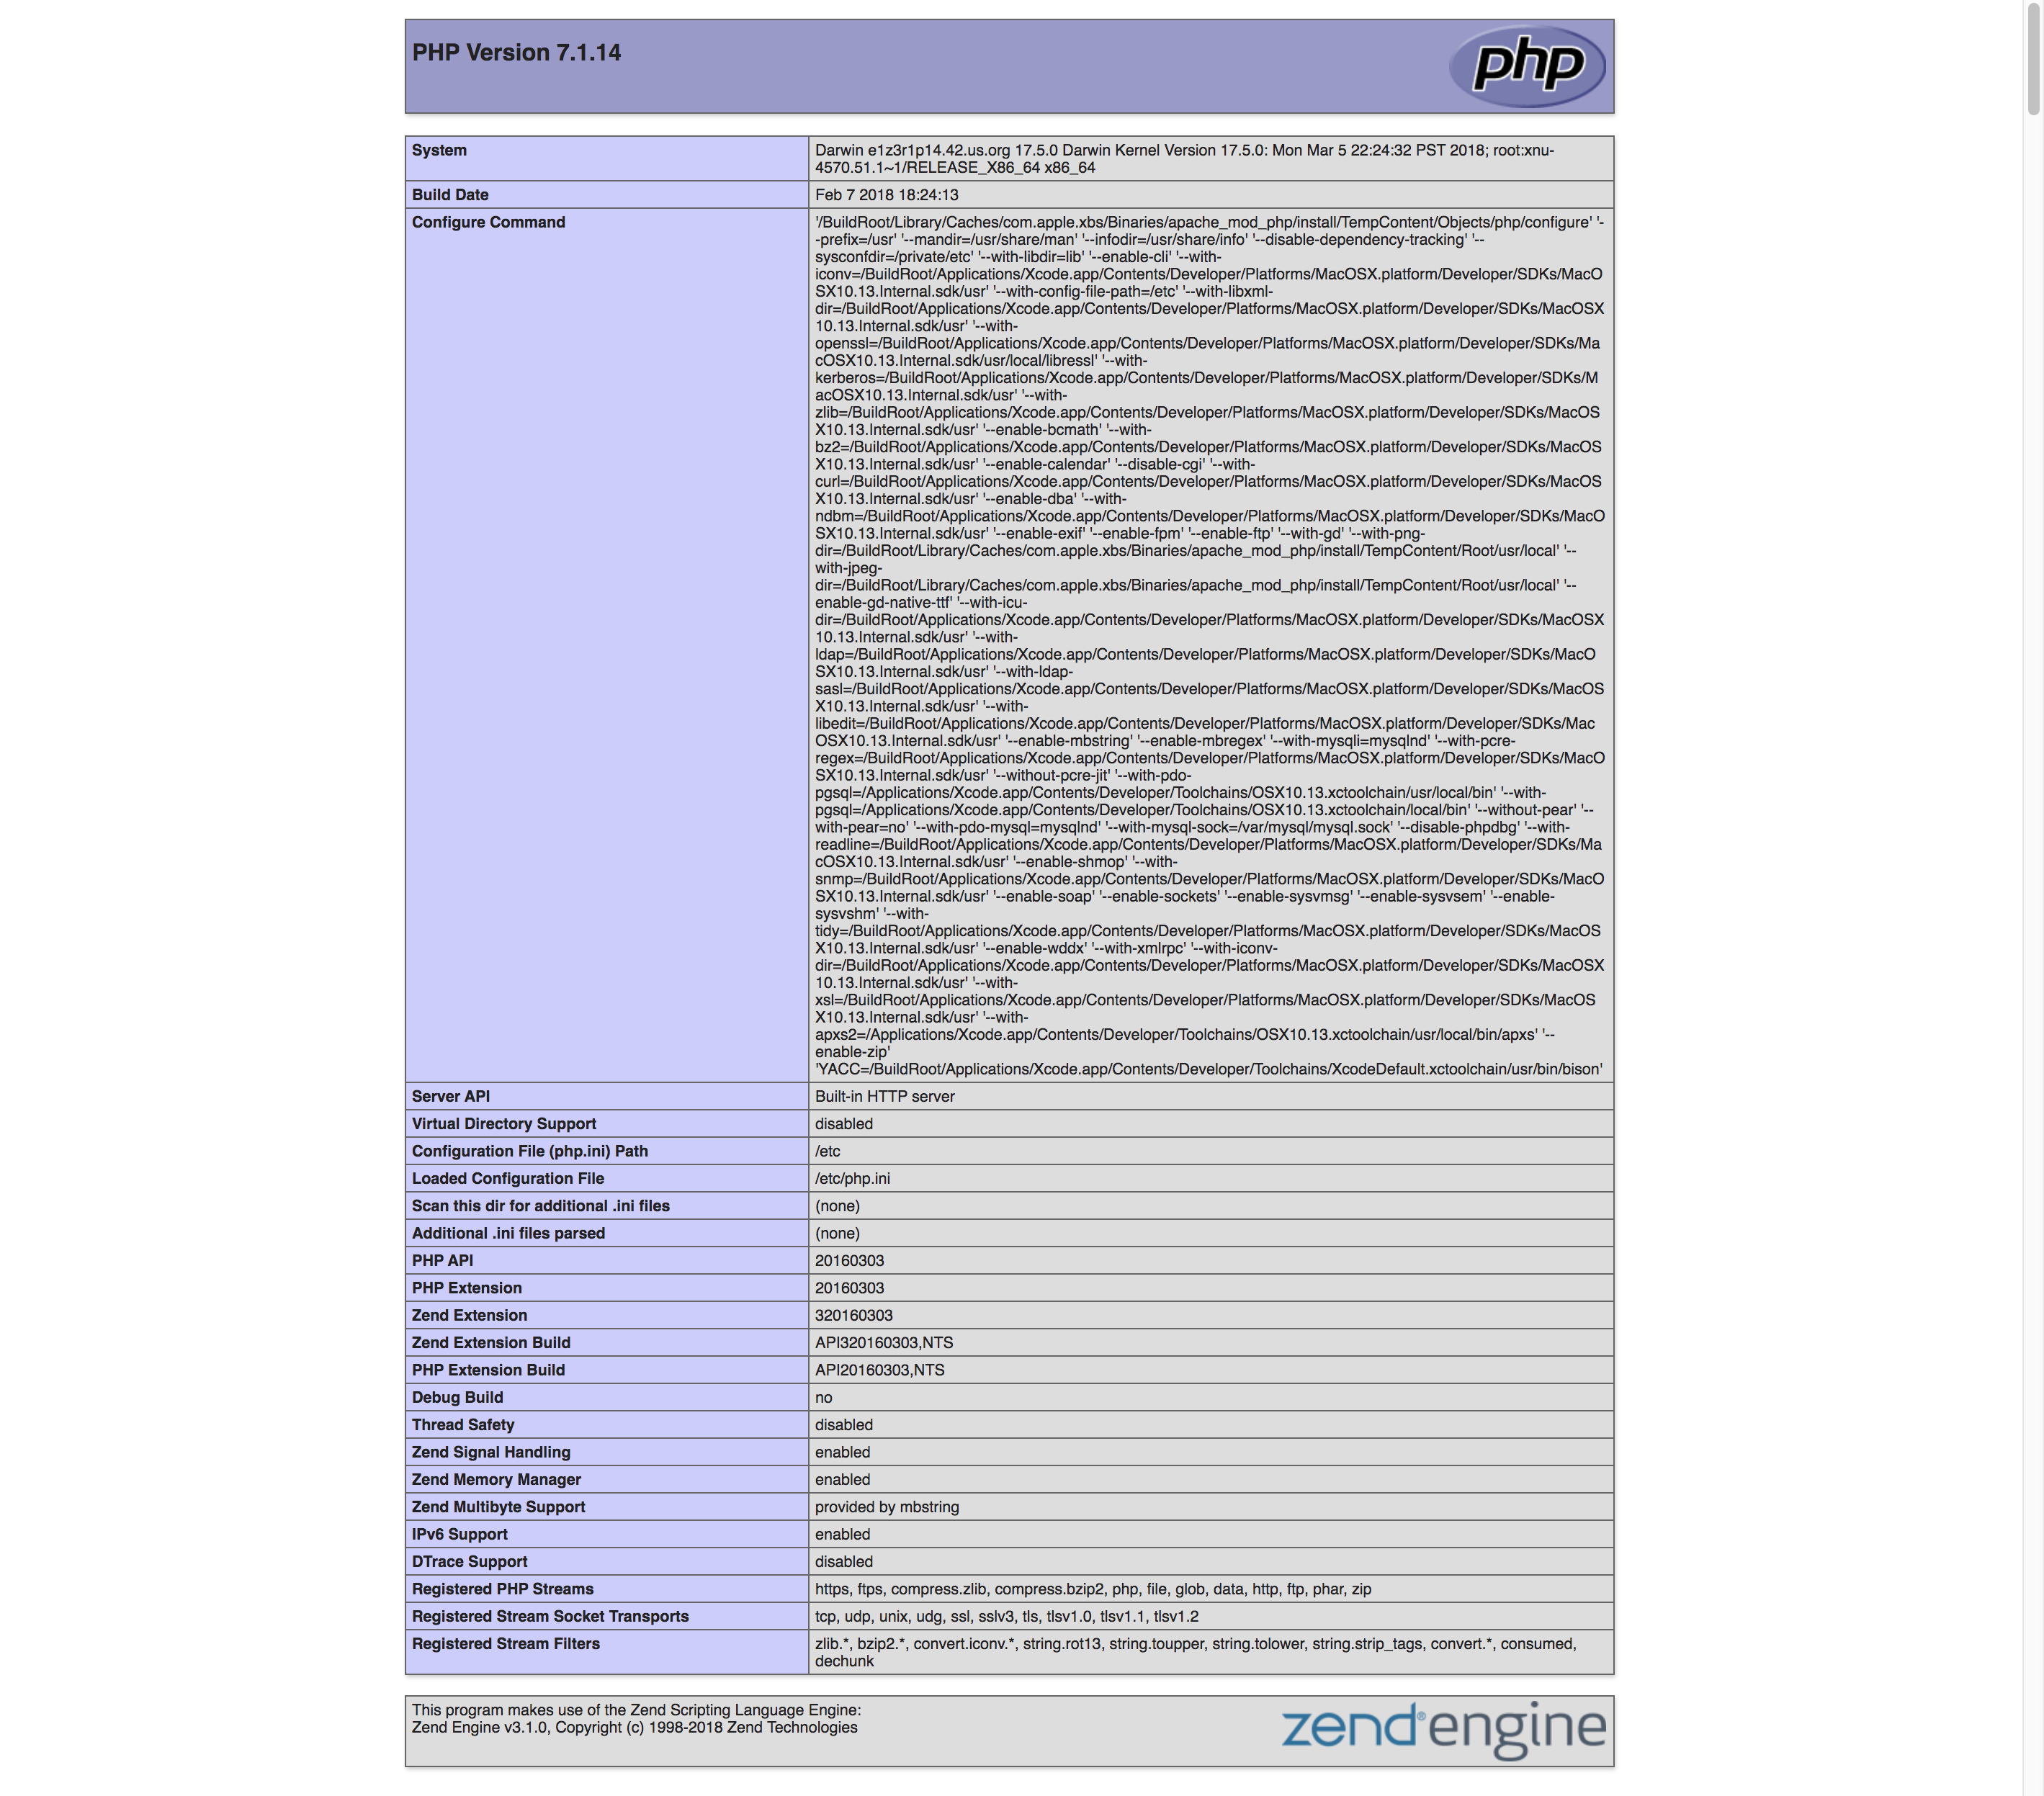 PHP Version 7.1.14
php
System
Darwin e1z3r1p14.42.us.org 17.5.0 Darwin Kernel Version 17.5.0: Mon Mar 5 22:24:32 PST 2018; root:xnu-
4570.51.1~1/RELEASE_X86_64 x86_64
Build Date
Feb 7 2018 18:24:13
Configure Command
'/BuildRoot/Library/Caches/com.apple.xbs/Binaries/apache_mod_php/install/TempContent/Objects/php/configure' '-
-prefix=/usr' '--mandir=/usr/share/man' '--infodir=/usr/share/info' '--disable-dependency-tracking' '--
sysconfdir=/private/etc' '--with-libdir=lib' '--enable-cli' '--with-
iconv=/BuildRoot/Applications/Xcode.app/Contents/Developer/Platforms/MacOSX.platform/Developer/SDKs/MacO
SX10.13.Internal.sdk/usr' '--with-config-file-path=/etc' '--with-libxml-
dir=/BuildRoot/Applications/Xcode.app/Contents/Developer/Platforms/MacOSX.platform/Developer/SDKs/MacOSX
10.13.Internal.sdk/usr' '--with-
openssl=/BuildRoot/Applications/Xcode.app/Contents/Developer/Platforms/MacOSX.platform/Developer/SDKs/Ma
cOSX10.13.Internal.sdk/usr/local/libressl' '--with-
kerberos=/BuildRoot/Applications/Xcode.app/Contents/Developer/Platforms/MacOSX.platform/Developer/SDKs/M
acOSX10.13.Internal.sdk/usr' '--with-
zlib=/BuildRoot/Applications/Xcode.app/Contents/Developer/Platforms/MacOSX.platform/Developer/SDKs/MacOS
X10.13.Internal.sdk/usr' '--enable-bcmath' '--with-
bz2=/BuildRoot/Applications/Xcode.app/Contents/Developer/Platforms/MacOSX.platform/Developer/SDKs/MacOS
X10.13.Internal.sdk/usr' '--enable-calendar' '--disable-cgi' '--with-
curl=/BuildRoot/Applications/Xcode.app/Contents/Developer/Platforms/MacOSX.platform/Developer/SDKs/MacOS
X10.13.Internal.sdk/usr' '--enable-dba' '--with-
ndbm=/BuildRoot/Applications/Xcode.app/Contents/Developer/Platforms/MacOSX.platform/Developer/SDKs/MacO
SX10.13.Internal.sdk/usr' '--enable-exif' '--enable-fpm' '--enable-ftp' '--with-gd' '--with-png-
dir=/BuildRoot/Library/Caches/com.apple.xbs/Binaries/apache_mod_php/install/TempContent/Root/usr/local' '--
with-jpeg-
dir=/BuildRoot/Library/Caches/com.apple.xbs/Binaries/apache_mod_php/install/TempContent/Root/usr/local' '--
enable-gd-native-ttf' '--with-icu-
dir=/BuildRoot/Applications/Xcode.app/Contents/Developer/Platforms/MacOSX.platform/Developer/SDKs/MacOSX
10.13.Internal.sdk/usr' '--with-
ldap=/BuildRoot/Applications/Xcode.app/Contents/Developer/Platforms/MacOSX.platform/Developer/SDKs/MacO
SX10.13.Internal.sdk/usr' '--with-ldap-
sasl=/BuildRoot/Applications/Xcode.app/Contents/Developer/Platforms/MacOSX.platform/Developer/SDKs/MacOS
X10.13.Internal.sdk/usr' '--with-
libedit=/BuildRoot/Applications/Xcode.app/Contents/Developer/Platforms/MacOSX.platform/Developer/SDKs/Mac
OSX10.13.Internal.sdk/usr' '--enable-mbstring' '--enable-mbregex' '--with-mysqli=mysqlnd' '--with-pcre-
regex=/BuildRoot/Applications/Xcode.app/Contents/Developer/Platforms/MacOSX.platform/Developer/SDKs/MacO
SX10.13.Internal.sdk/usr' '--without-pcre-jit' '--with-pdo-
pgsql=/Applications/Xcode.app/Contents/Developer/Toolchains/OSX10.13.xctoolchain/usr/local/bin' '--with-
pgsql=/Applications/Xcode.app/Contents/Developer/Toolchains/OSX10.13.xctoolchain/local/bin' '--without-pear' '--
with-pear=no' '--with-pdo-mysql=mysqlnd' '--with-mysql-sock=/var/mysql/mysql.sock' '--disable-phpdbg' '--with-
readline=/BuildRoot/Applications/Xcode.app/Contents/Developer/Platforms/MacOSX.platform/Developer/SDKs/Ma
cOSX10.13.Internal.sdk/usr' '--enable-shmop' '--with-
snmp=/BuildRoot/Applications/Xcode.app/Contents/Developer/Platforms/MacOSX.platform/Developer/SDKs/MacO
SX10.13.Internal.sdk/usr' '--enable-soap' '--enable-sockets' '--enable-sysvmsg' '--enable-sysvsem' '--enable-
sysvshm' '--with-
tidy=/BuildRoot/Applications/Xcode.app/Contents/Developer/Platforms/MacOSX.platform/Developer/SDKs/MacOS
X10.13.Internal.sdk/usr' '--enable-wddx' '--with-xmlrpc' '--with-iconv-
dir=/BuildRoot/Applications/Xcode.app/Contents/Developer/Platforms/MacOSX.platform/Developer/SDKs/MacOSX
10.13.Internal.sdk/usr' '--with-
xsl=/BuildRoot/Applications/Xcode.app/Contents/Developer/Platforms/MacOSX.platform/Developer/SDKs/MacOS
X10.13.Internal.sdk/usr' '--with-
apxs2=/Applications/Xcode.app/Contents/Developer/Toolchains/OSX10.13.xctoolchain/usr/local/bin/apxs' '--
enable-zip'
'YACC=/BuildRoot/Applications/Xcode.app/Contents/Developer/Toolchains/XcodeDefault.xctoolchain/usr/bin/bison'
Server API
Built-in HTTP server
Virtual Directory Support
disabled
Configuration File (php.ini) Path
/etc
Loaded Configuration File
/etc/php.ini
Scan this dir for additional .ini files
(none)
Additional .ini files parsed
(none)
PHP API
20160303
PHP Extension
20160303
Zend Extension
320160303
Zend Extension Build
API320160303,NTS
PHP Extension Build
API20160303,NTS
Debug Build
no
Thread Safety
disabled
Zend Signal Handling
enabled
Zend Memory Manager
enabled
Zend Multibyte Support
provided by mbstring
IPv6 Support
enabled
DTrace Support
disabled
Registered PHP Streams
https, ftps, compress.zlib, compress.bzip2, php, file, glob, data, http, ftp, phar, zip
Registered Stream Socket Transports
tcp, udp, unix, udg, ssl, sslv3, tls, tlsv1.0, tlsv1.1, tlsv1.2
Registered Stream Filters
zlib.*, bzip2.*, convert.iconv.*, string.rot13, string.toupper, string.tolower, string.strip_tags, convert.*, consumed,
dechunk
This program makes use of the Zend Scripting Language Engine:
Zend Engine v3.1.0, Copyright (c) 1998-2018 Zend Technologies
zend® engine